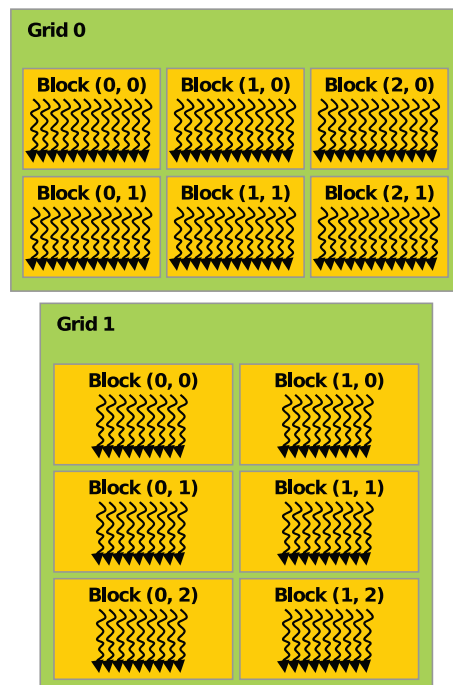 Grid 0
Block (0, 0) Block (1, 0) Block (2, 0)
Block (0, 1) Block (1, 1) Block (2, 1)
Grid 1
Block (0, 0) Block (1, 0)
Block (0, 1) Block (1, 1)
Block (0, 2) Block (1, 2)